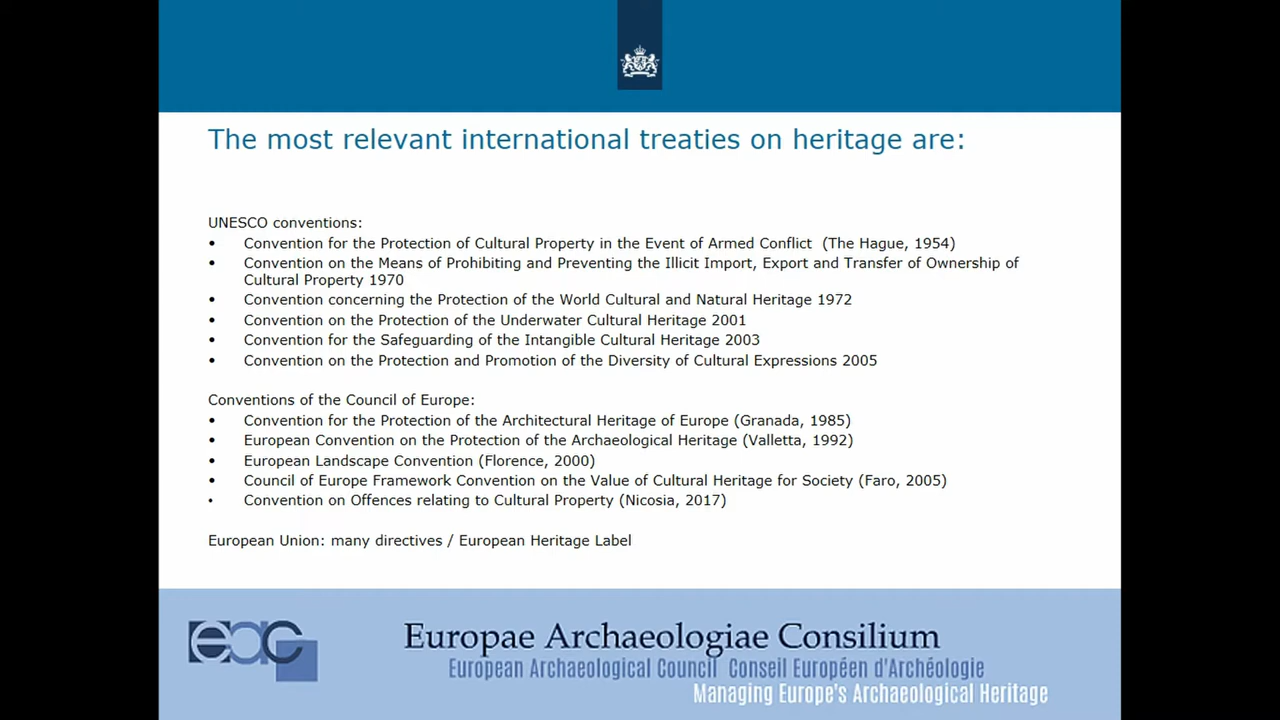 The most relevant international treaties on heritage are:
UNESCO conventions:
• Convention for the Protection of Cultural Property in the Event of Armed Conflict  (The Hague, 1954)
• Convention on the Means of Prohibiting and Preventing the Illicit Import, Export and Transfer of Ownership of
Cultural Property 1970
• Convention concerning the Protection of the World Cultural and Natural Heritage 1972
• Convention on the Protection of the Underwater Cultural Heritage 2001
• Convention for the Safeguarding of the Intangible Cultural Heritage 2003
• Convention on the Protection and Promotion of the Diversity of Cultural Expressions 2005
Conventions of the Council of Europe:
• Convention for the Protection of the Architectural Heritage of Europe (Granada, 1985)
• European Convention on the Protection of the Archaeological Heritage (Valletta, 1992)
• European Landscape Convention (Florence, 2000)
• Council of Europe Framework Convention on the Value of Cultural Heritage for Society (Faro, 2005)
• Convention on Offences relating to Cultural Property (Nicosia, 2017)
European Union: many directives / European Heritage Label
eac
Europae Archaeologiae Consilium
European Archaeological Council  Conseil Européen d'Archéologie
Managing Europe's Archaeological Heritage